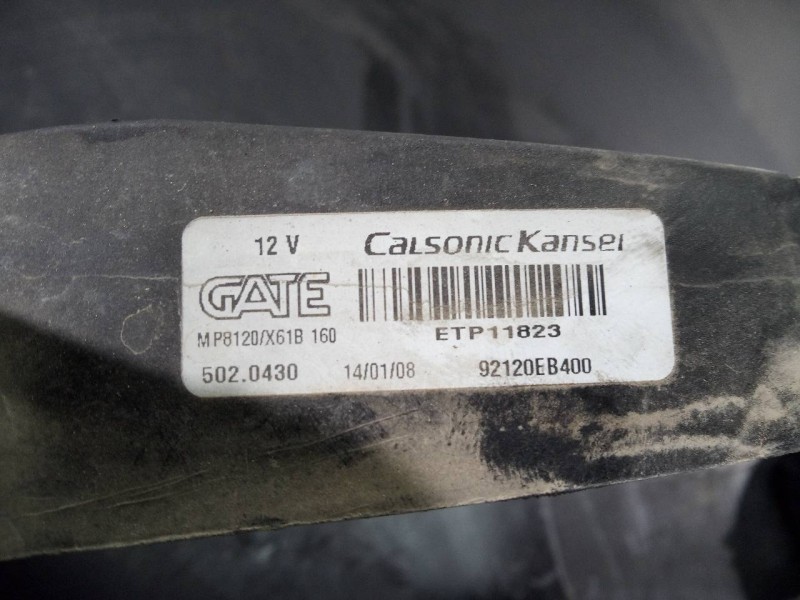 12 V CALSONIC Kansei
GATE
MP8120/X61B 160 ETP11823
502.0430 14/01/08 92120EB400